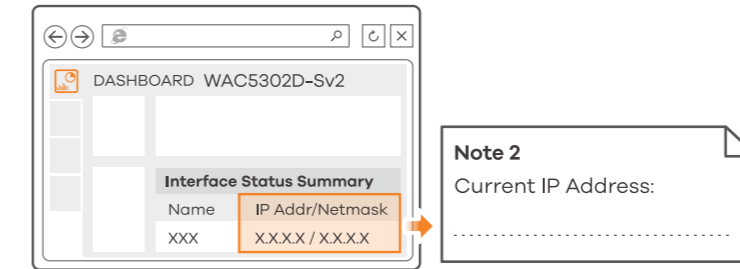 DASHBOARD WAC5302D-Sv2
Interface Status Summary
Name IP Addr/Netmask
XXX X.X.X.X / X.X.X.X
Note 2
Current IP Address: